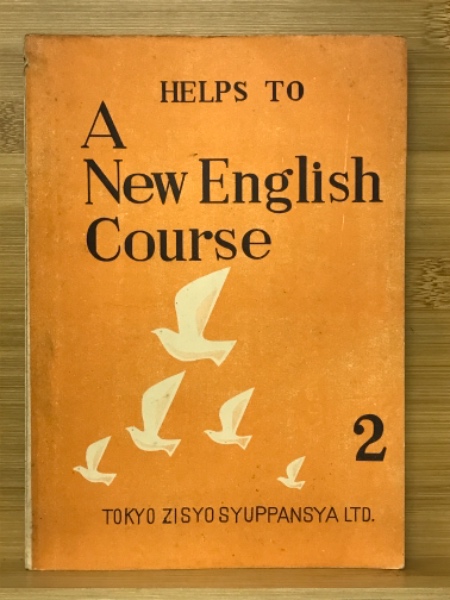 HELPS TO
A
New English
Course
2
TOKYO ZISYO SYUPPANSYA LTD.